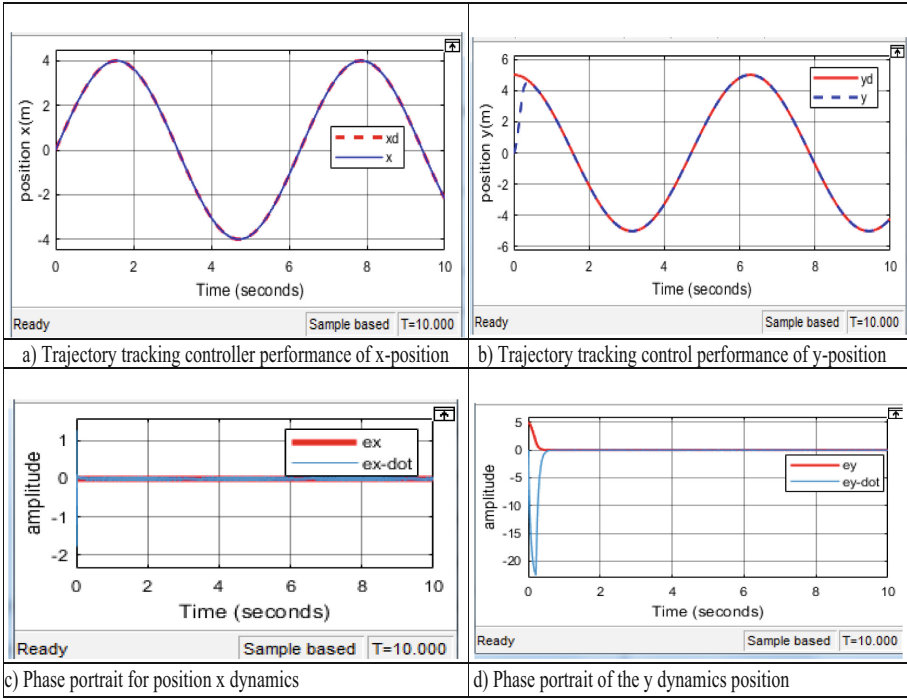 4
2
0
-2
-4
position x(m)
xd
x
0 2 4 6 8 10
Time (seconds)
Ready Sample based T=10.000
a) Trajectory tracking controller performance of x-position
6
4
2
0
-2
-4
-6
position y(m)
yd
y
0 2 4 6 8 10
Time (seconds)
Ready Sample based T=10.000
b) Trajectory tracking control performance of y-position
1
0
-1
-2
amplitude
ex
ex-dot
0 2 4 6 8 10
Time (seconds)
Ready Sample based T=10.000
c) Phase portrait for position x dynamics
5
0
-5
-10
-15
-20
amplitude
ey
ey-dot
0 2 4 6 8 10
Time (seconds)
Ready Sample based T=10.000
d) Phase portrait of the y dynamics position